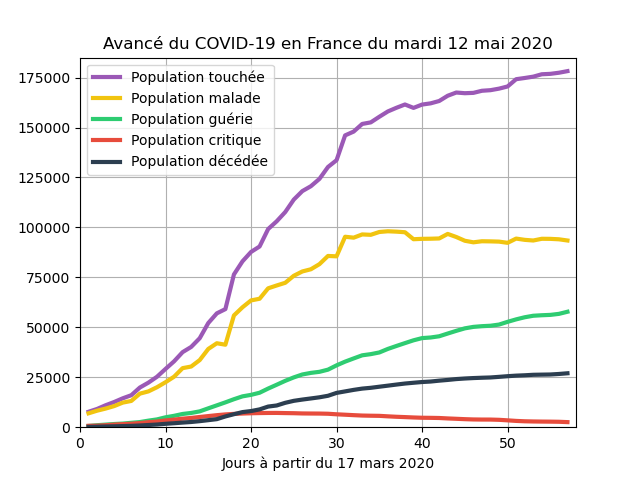 Avancé du COVID-19 en France du mardi 12 mai 2020
Population touchée
Population malade
Population guérie
Population critique
Population décédée
175000
150000
125000
100000
75000
50000
25000
0
0 10 20 30 40 50
Jours à partir du 17 mars 2020